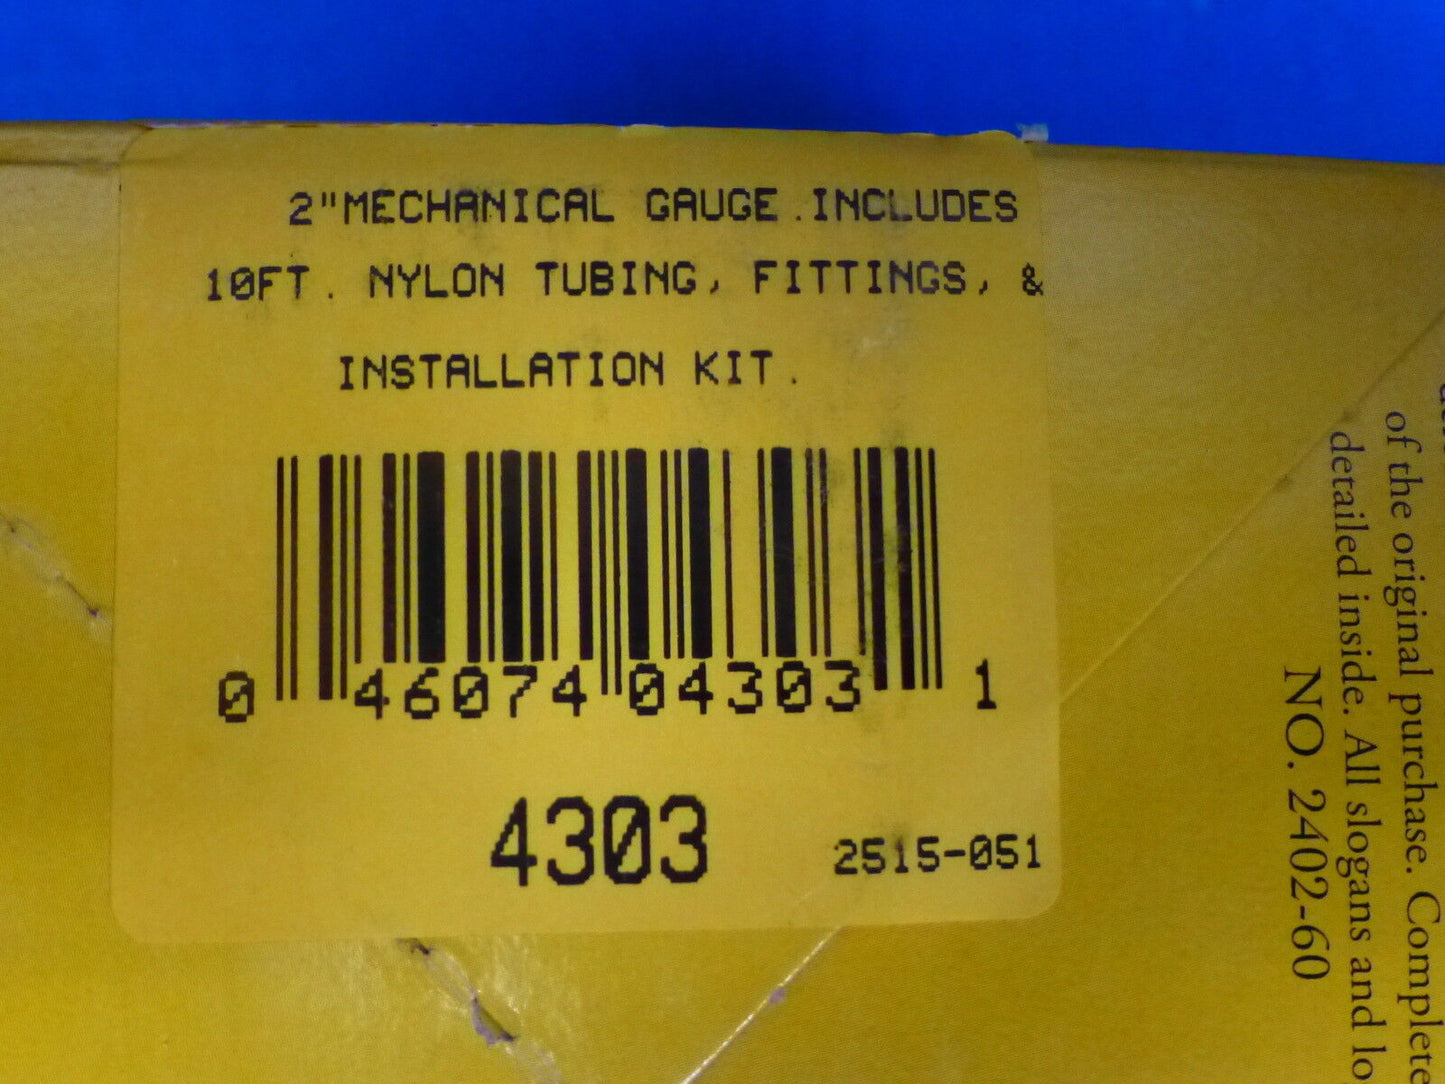 2"MECHANICAL GAUGE.INCLUDES
10FT. NYLON TUBING, FITTINGS, &
INSTALLATION KIT.
0 46074 04303 1
4303
2515-051
of the original purchase. Complete
detailed inside. All slogans and lo
NO. 2402-60